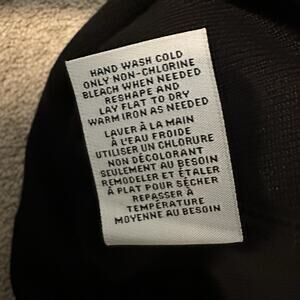 HAND WASH COLD
ONLY NON-CHLORINE
BLEACH WHEN NEEDED
RESHAPE AND
LAY FLAT TO DRY
WARM IRON AS NEEDED
LAVER À LA MAIN
À L'EAU FROIDE
UTILISER UN CHLORURE
NON DÉCOLORANT
SEULEMENT AU BESOIN
REMODELER ET ÉTALER
À PLAT POUR SÉCHER
REPASSER À
TEMPÉRATURE
MOYENNE AU BESOIN